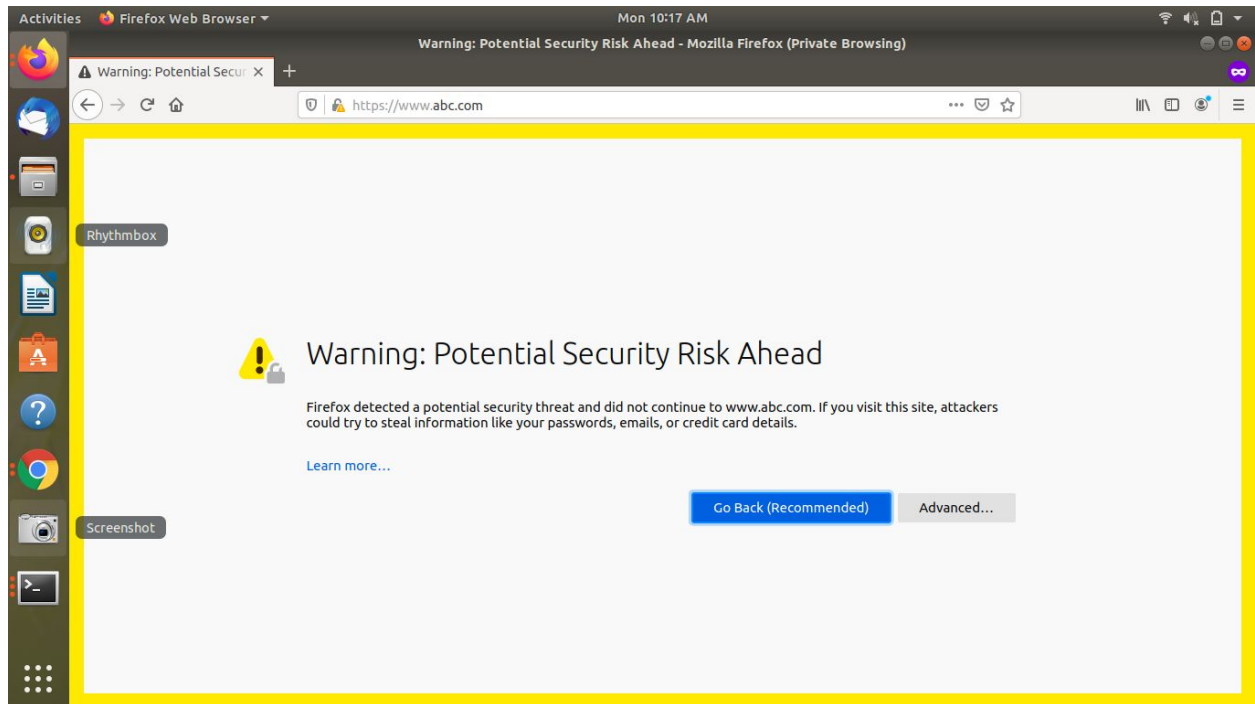 Activities Firefox Web Browser Mon 10:17 AM
Warning: Potential Security Risk Ahead - Mozilla Firefox (Private Browsing)
Warning: Potential Secur
https://www.abc.com
Rhythmbox
Warning: Potential Security Risk Ahead
Firefox detected a potential security threat and did not continue to www.abc.com. If you visit this site, attackers
could try to steal information like your passwords, emails, or credit card details.
Learn more…
Go Back (Recommended) Advanced…
Screenshot